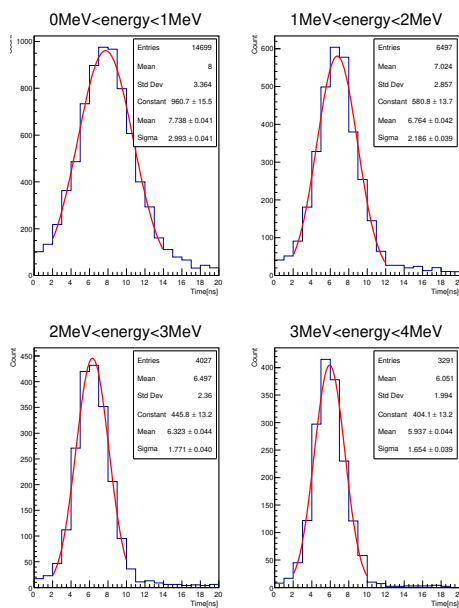 0MeV<energy<1MeV
Count
Entries 14699
Mean 8
Std Dev 3.364
Constant 960.7 ± 15.5
Mean 7.738 ± 0.041
Sigma 2.993 ± 0.041
1000
800
600
400
200
0
0 2 4 6 8 10 12 14 16 18 20
Time[ns]
1MeV<energy<2MeV
Count
Entries 6497
Mean 7.024
Std Dev 2.857
Constant 580.8 ± 13.7
Mean 6.764 ± 0.042
Sigma 2.186 ± 0.039
600
500
400
300
200
100
0
0 2 4 6 8 10 12 14 16 18 20
Time[ns]
2MeV<energy<3MeV
Count
Entries 4027
Mean 6.497
Std Dev 2.36
Constant 445.8 ± 13.2
Mean 6.323 ± 0.044
Sigma 1.771 ± 0.040
450
400
350
300
250
200
150
100
50
0
0 2 4 6 8 10 12 14 16 18 20
Time[ns]
3MeV<energy<4MeV
Count
Entries 3291
Mean 6.051
Std Dev 1.994
Constant 404.1 ± 13.2
Mean 5.937 ± 0.044
Sigma 1.654 ± 0.039
400
350
300
250
200
150
100
50
0
0 2 4 6 8 10 12 14 16 18 20
Time[ns]